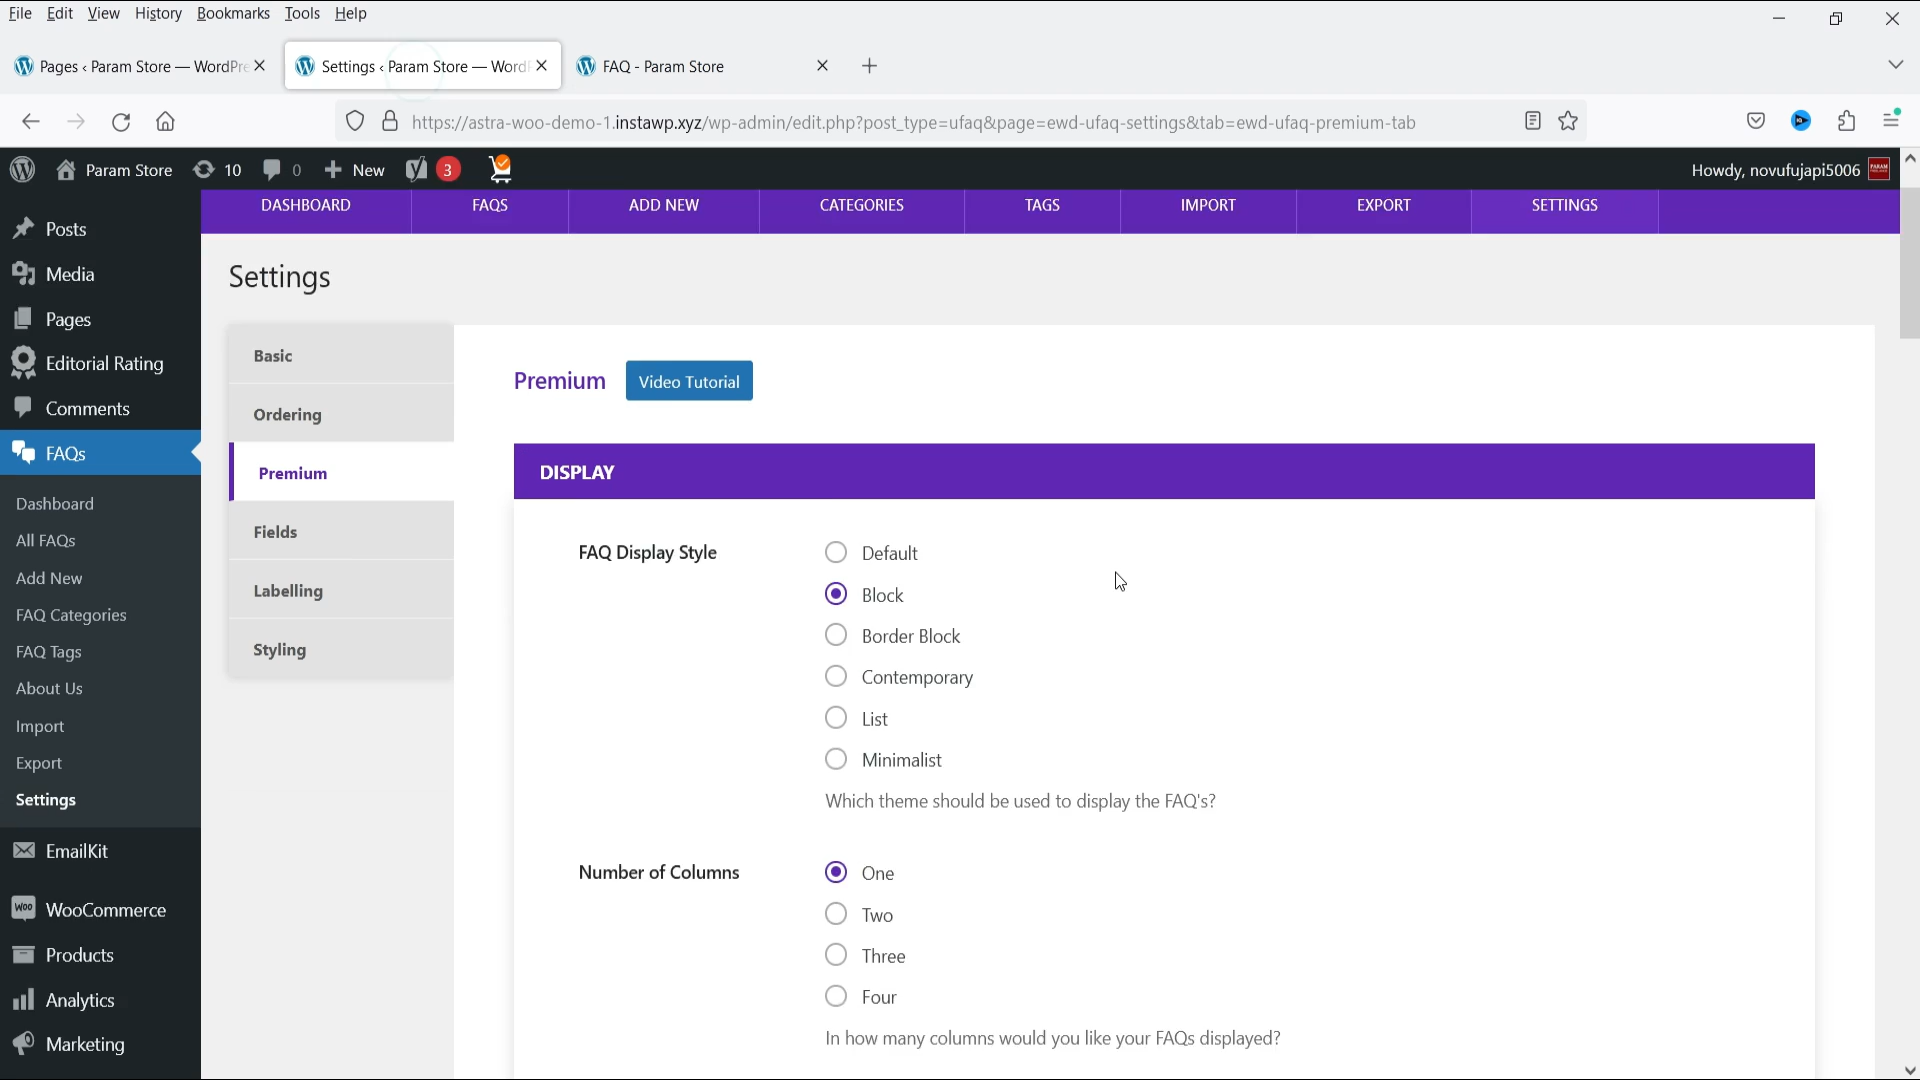 File Edit View History Bookmarks Tools Help
Pages ‹ Param Store — WordPre
Settings ‹ Param Store — Word
FAQ - Param Store
https://astra-woo-demo-1.instawp.xyz/wp-admin/edit.php?post_type=ufaq&page=ewd-ufaq-settings&tab=ewd-ufaq-premium-tab
Param Store 10 0 New 3 Howdy, novufujapi5006
DASHBOARD FAQS ADD NEW CATEGORIES TAGS IMPORT EXPORT SETTINGS
Posts
Media
Pages
Editorial Rating
Comments
FAQs
Dashboard
All FAQs
Add New
FAQ Categories
FAQ Tags
About Us
Import
Export
Settings
EmailKit
WooCommerce
Products
Analytics
Marketing
Settings
Basic
Ordering
Premium
Fields
Labelling
Styling
Premium Video Tutorial
DISPLAY
FAQ Display Style
Default
Block
Border Block
Contemporary
List
Minimalist
Which theme should be used to display the FAQ's?
Number of Columns
One
Two
Three
Four
In how many columns would you like your FAQs displayed?